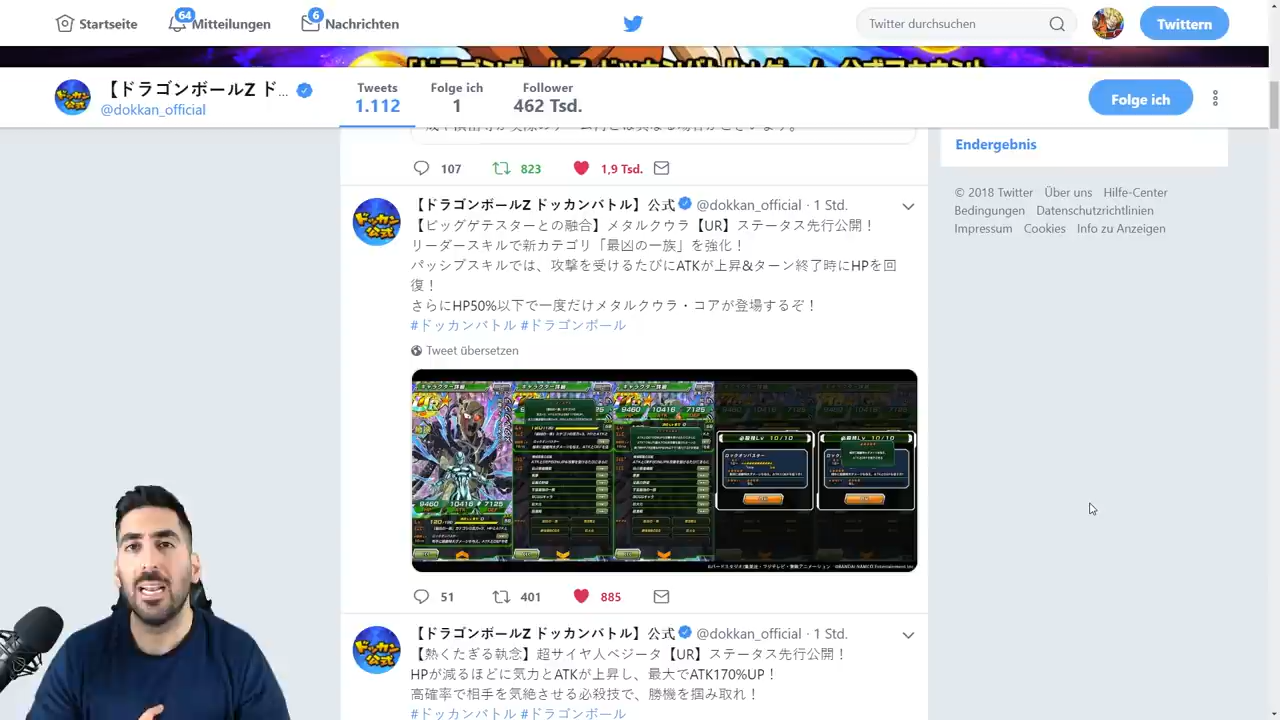 Startseite
64
Mitteilungen
6
Nachrichten
Twitter durchsuchen
Twittern
【ドラゴンボールZ ド...
@dokkan_official
Tweets
1.112
Folge ich
1
Follower
462 Tsd.
Folge ich
107
823
1,9 Tsd.
Endergebnis
© 2018 Twitter Über uns Hilfe-Center
Bedingungen Datenschutzrichtlinien
Impressum Cookies Info zu Anzeigen
【ドラゴンボールZ ドッカンバトル】公式 @dokkan_official · 1 Std.
【ビッグゲテスターとの融合】メタルクウラ【UR】ステータス先行公開！
リーダースキルで新カテゴリ「最凶の一族」を強化！
パッシブスキルでは、攻撃を受けるたびにATKが上昇&ターン終了時にHPを回
復！
さらにHP50%以下で一度だけメタルクウラ・コアが登場するぞ！
#ドッカンバトル #ドラゴンボール
Tweet übersetzen
9460 10416 7125
51
401
885
【ドラゴンボールZ ドッカンバトル】公式 @dokkan_official · 1 Std.
【熱くたぎる執念】超サイヤ人ベジータ【UR】ステータス先行公開！
HPが減るほどに気力とATKが上昇し、最大でATK170%UP！
高確率で相手を気絶させる必殺技で、勝機を掴み取れ！
#ドッカンバトル #ドラゴンボール